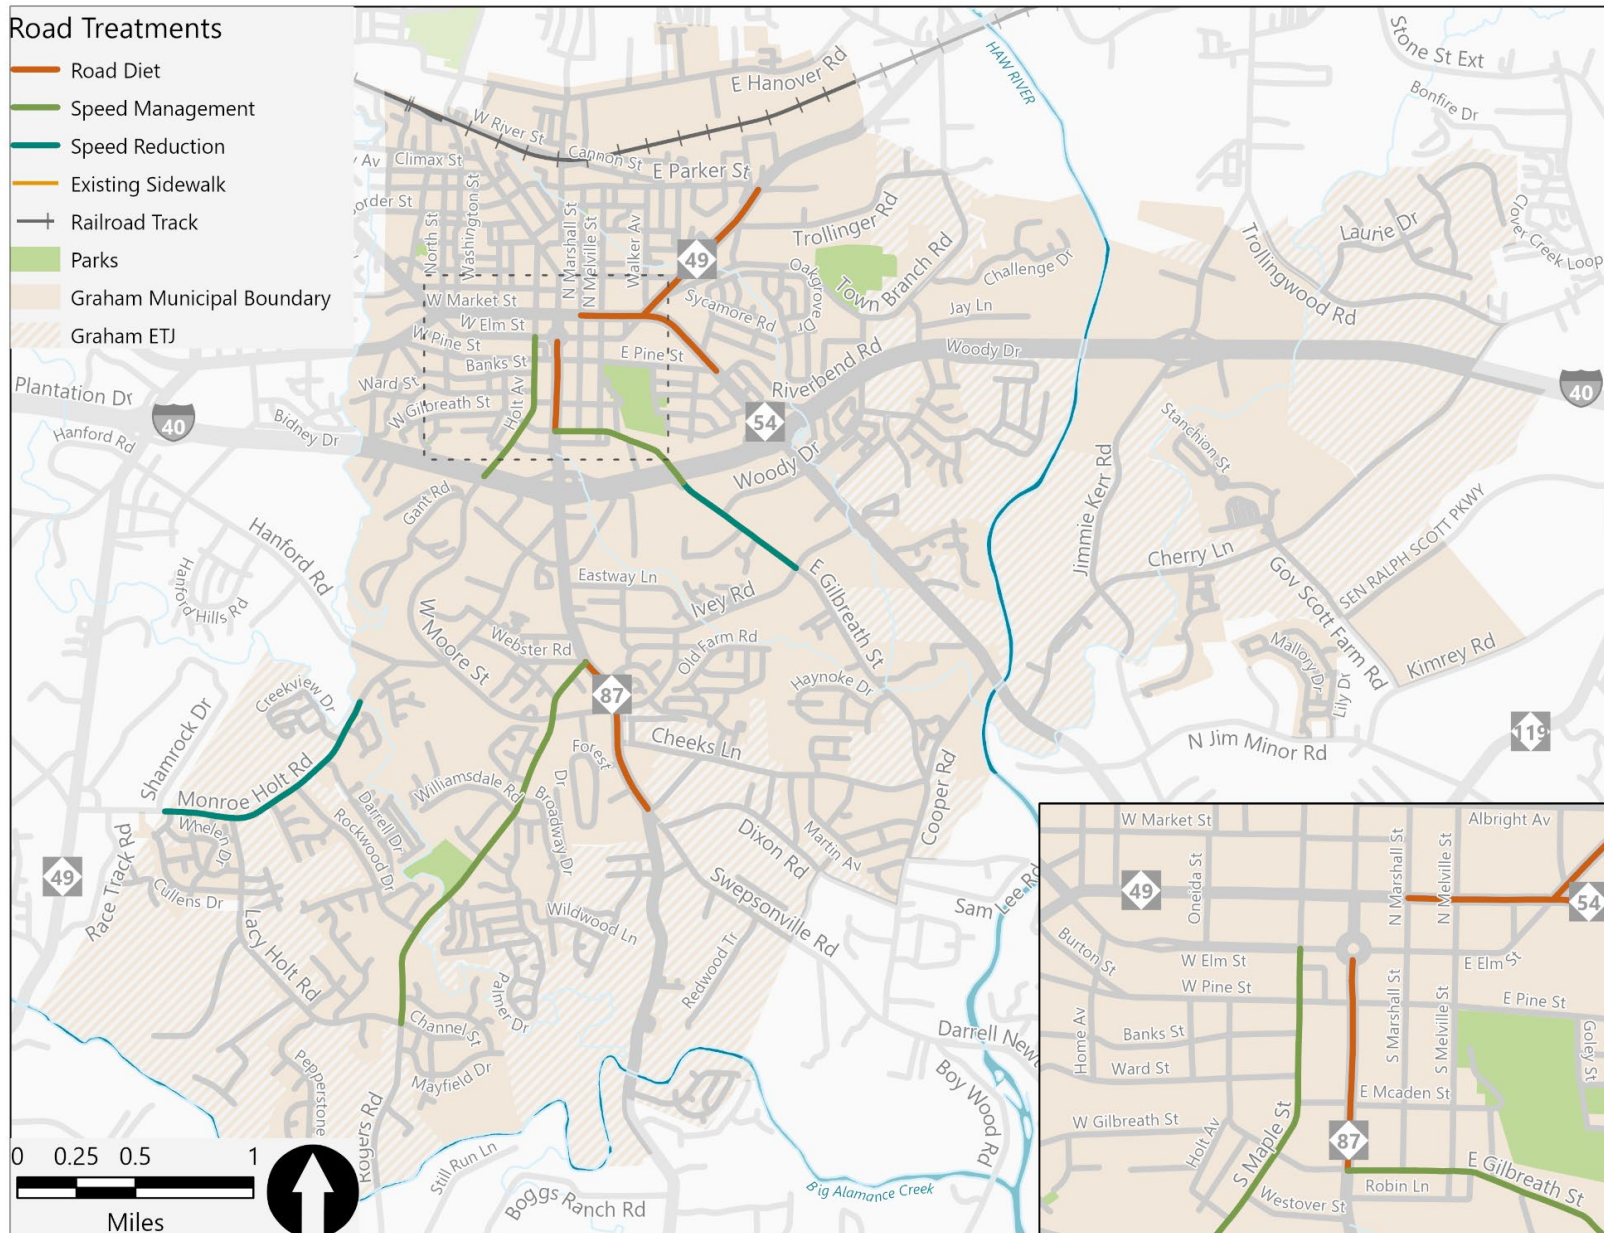 Road Treatments
Road Diet
Speed Management
Speed Reduction
Existing Sidewalk
Railroad Track
Parks
Graham Municipal Boundary
Graham ETJ
HAW RIVER
Stone St Ext
Bonfire Dr
E Hanover Rd
W River St
Cannon St
E Parker St
Av
Climax St
order St
North St
Washington St
N Marshall St
N Melville St
Walker Av
49
Trollinger Rd
Oakgrove Dr
Town Branch Rd
Challenge Dr
Jay Ln
Trollingwood Rd
Laurie Dr
Clover Creek Loop
W Market St
W Elm St
W Pine St
Sycamore Rd
E Pine St
Banks St
Ward St
Holt Av
W Gilbreath St
Riverbend Rd
Woody Dr
Plantation Dr
40
40
Hanford Rd
Bidney Dr
54
Woody Dr
Stanchion St
Jimmie Kerr Rd
Gant Rd
Hanford Rd
Hanford Hills Rd
Cherry Ln
SEN RALPH SCOTT PKWY
Gov Scott Farm Rd
Eastway Ln
Ivey Rd
E Gilbreath St
W Moore St
Webster Rd
Old Farm Rd
Haynoke Dr
Mallory Dr
Lily Dr
Kimrey Rd
87
Creekview Dr
Shamrock Dr
Cheeks Ln
Forest Dr
N Jim Minor Rd
119
Monroe Holt Rd
Williamsdale Rd
Broadway Dr
Cooper Rd
Whelen Dr
Darrell Dr
Rockwood Dr
Dixon Rd
Martin Av
Race Track Rd
49
Cullens Dr
Lacy Holt Rd
Swepsonville Rd
Sam Lee Rd
Wildwood Ln
Redwood Tr
Palmer Dr
Channel St
Mayfield Dr
Pepperstone
Rogers Rd
Darrell Newt
Boy Wood Rd
Still Run Ln
Boggs Ranch Rd
Big Alamance Creek
0 0.25 0.5 1
Miles
W Market St
Albright Av
Oneida St
N Marshall St
N Melville St
49
54
Burton St
W Elm St
E Elm St
W Pine St
E Pine St
Home Av
Banks St
S Marshall St
S Melville St
Goley St
Ward St
E Mcaden St
W Gilbreath St
Holt Av
S Maple St
87
E Gilbreath St
Robin Ln
Westover St